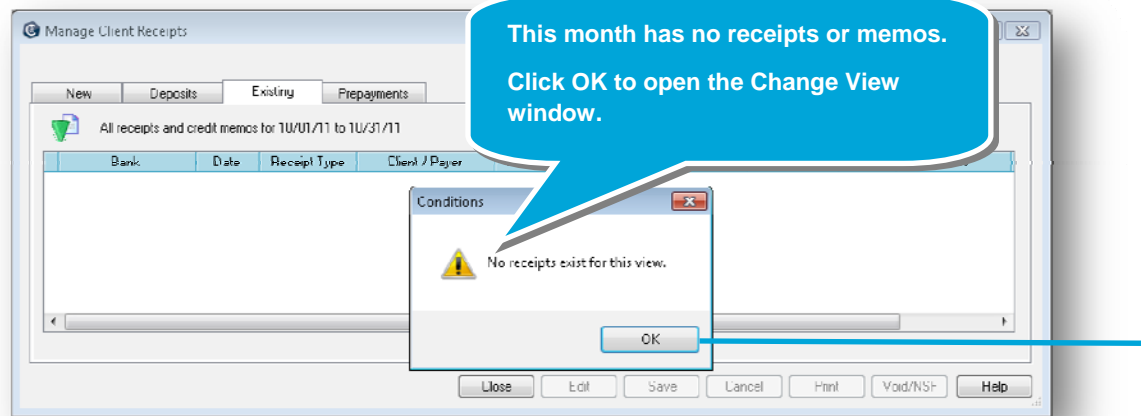 Manage Client Receipts
This month has no receipts or memos.
Click OK to open the Change View
window.
New Deposits Existing Prepayments
All receipts and credit memos for 10/01/11 to 10/31/11
Bank Date Receipt Type Client / Payer
Conditions
No receipts exist for this view.
OK
Close Edit Save Cancel Print Void/NSF Help